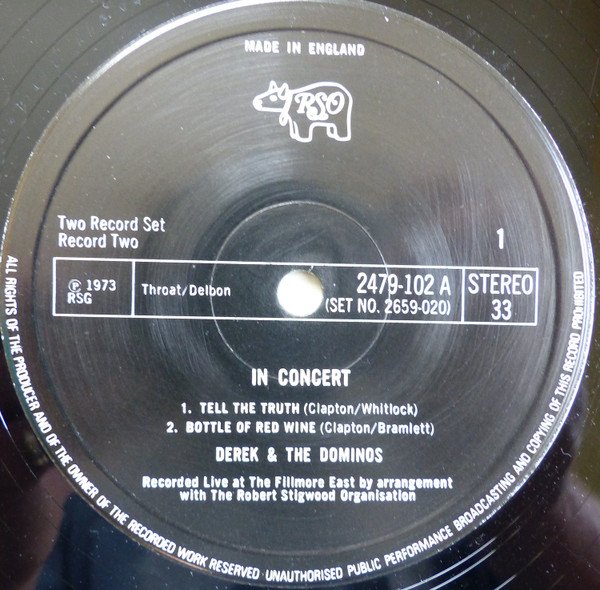 MADE IN ENGLAND
RSO
Two Record Set
Record Two
1
℗ 1973
RSG
Throat/Delbon
2479-102 A
(SET NO. 2659-020)
STEREO
33
IN CONCERT
1. TELL THE TRUTH (Clapton/Whitlock)
2. BOTTLE OF RED WINE (Clapton/Bramlett)
DEREK & THE DOMINOS
Recorded Live at The Fillmore East by arrangement
with The Robert Stigwood Organisation
ALL RIGHTS OF THE PRODUCER AND OF THE OWNER OF THE RECORDED WORK RESERVED UNAUTHORISED PUBLIC PERFORMANCE BROADCASTING AND COPYING OF THIS RECORD PROHIBITED